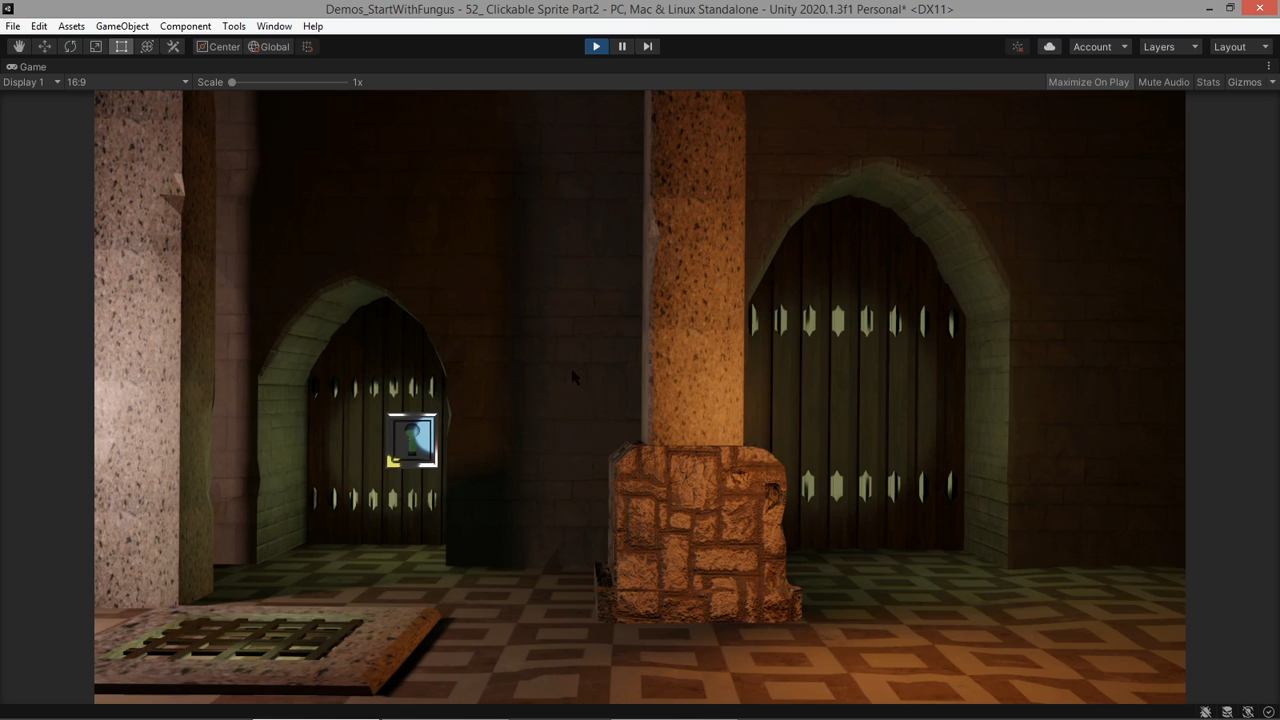 Demos_StartWithFungus - 52_ Clickable Sprite Part2 - PC, Mac & Linux Standalone - Unity 2020.1.3f1 Personal* <DX11>
File Edit Assets GameObject Component Tools Window Help
Center Global Account Layers Layout
Game
Display 1 16:9 Scale 1x Maximize On Play Mute Audio Stats Gizmos